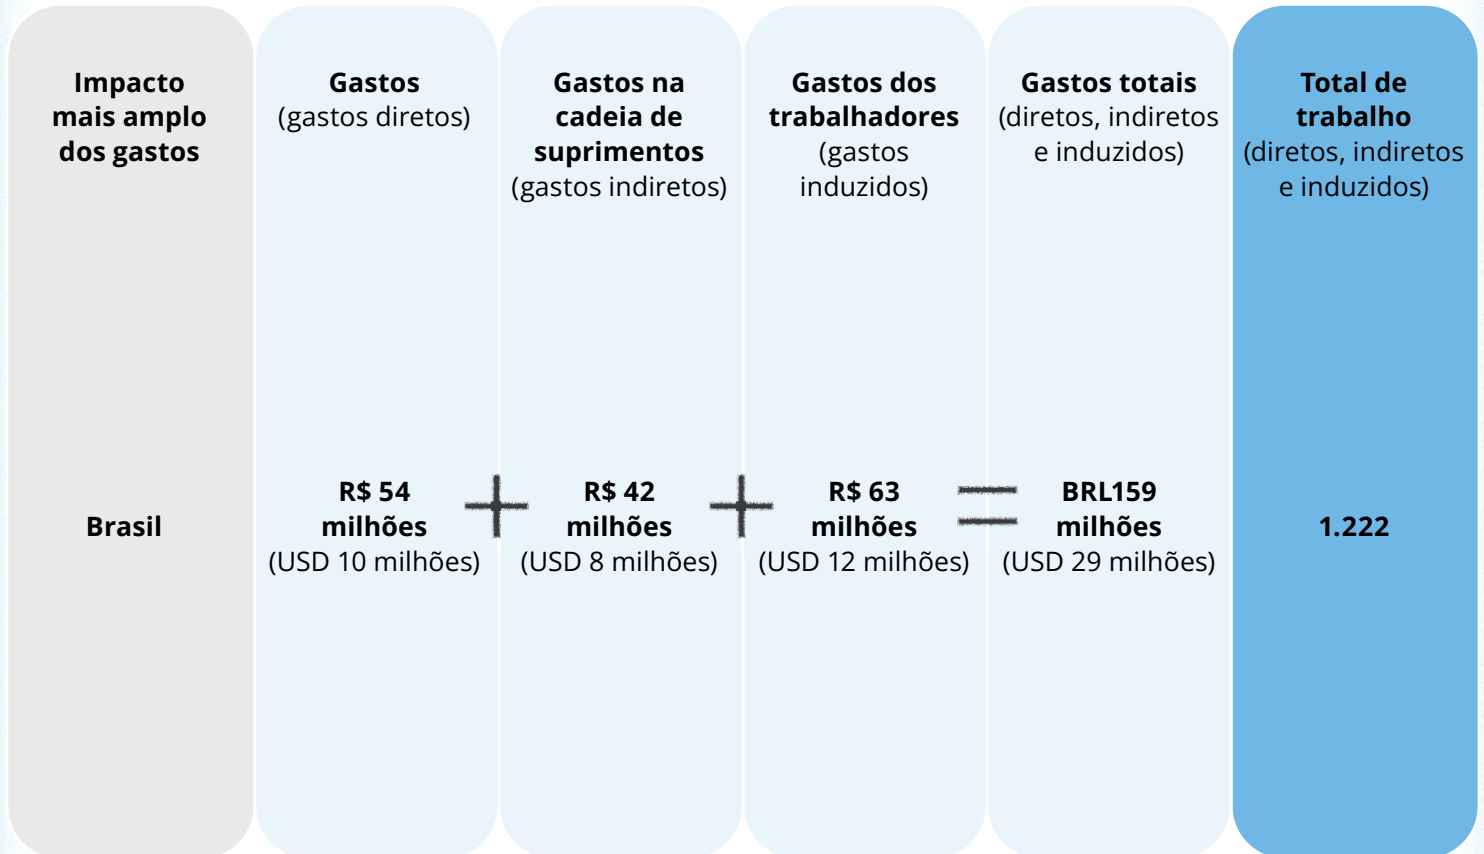 Impacto
mais amplo
dos gastos
Gastos
(gastos diretos)
Gastos na
cadeia de
suprimentos
(gastos indiretos)
Gastos dos
trabalhadores
(gastos
induzidos)
Gastos totais
(diretos, indiretos
e induzidos)
Total de
trabalho
(diretos, indiretos
e induzidos)
Brasil
R$ 54
milhões
(USD 10 milhões)
+
R$ 42
milhões
(USD 8 milhões)
+
R$ 63
milhões
(USD 12 milhões)
=
BRL159
milhões
(USD 29 milhões)
1.222